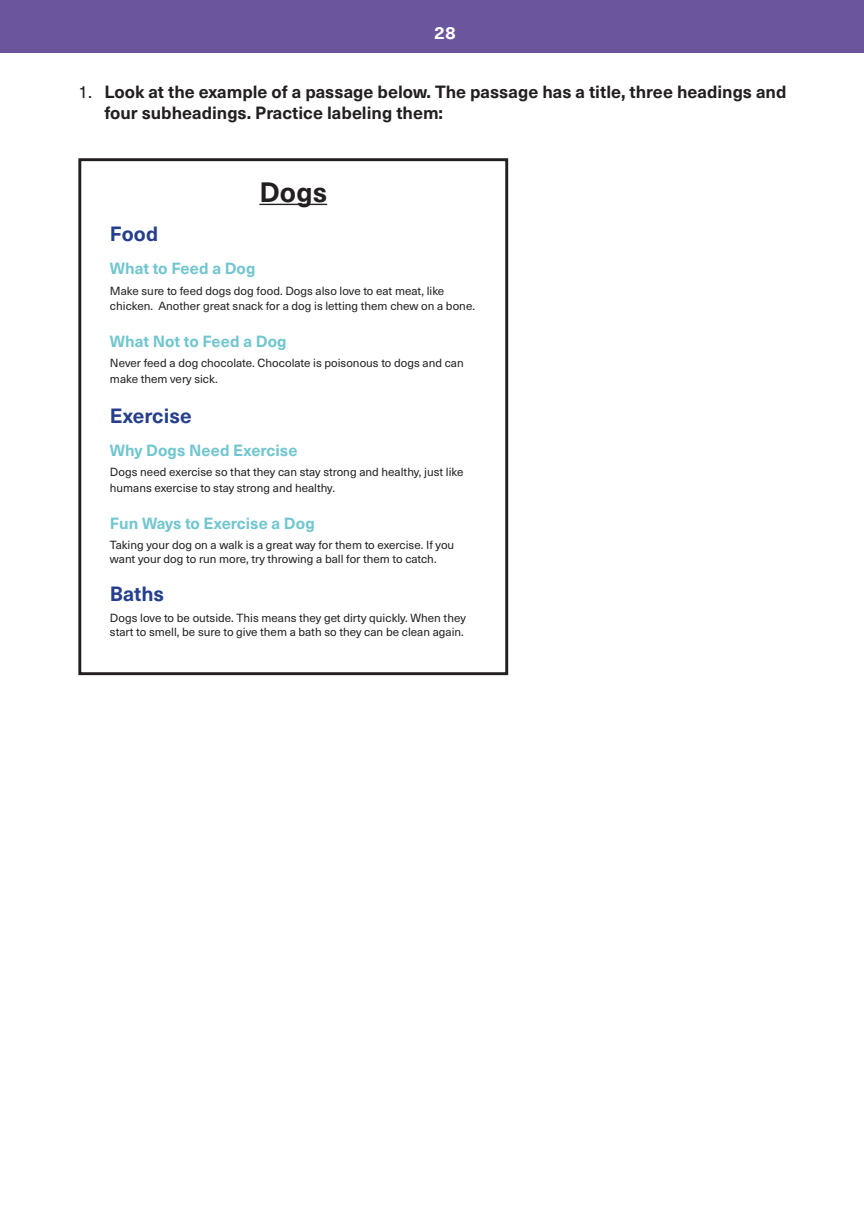 28
1. Look at the example of a passage below. The passage has a title, three headings and
four subheadings. Practice labeling them:
Dogs
Food
What to Feed a Dog
Make sure to feed dogs dog food. Dogs also love to eat meat, like
chicken.  Another great snack for a dog is letting them chew on a bone.
What Not to Feed a Dog
Never feed a dog chocolate. Chocolate is poisonous to dogs and can
make them very sick.
Exercise
Why Dogs Need Exercise
Dogs need exercise so that they can stay strong and healthy, just like
humans exercise to stay strong and healthy.
Fun Ways to Exercise a Dog
Taking your dog on a walk is a great way for them to exercise. If you
want your dog to run more, try throwing a ball for them to catch.
Baths
Dogs love to be outside. This means they get dirty quickly. When they
start to smell, be sure to give them a bath so they can be clean again.